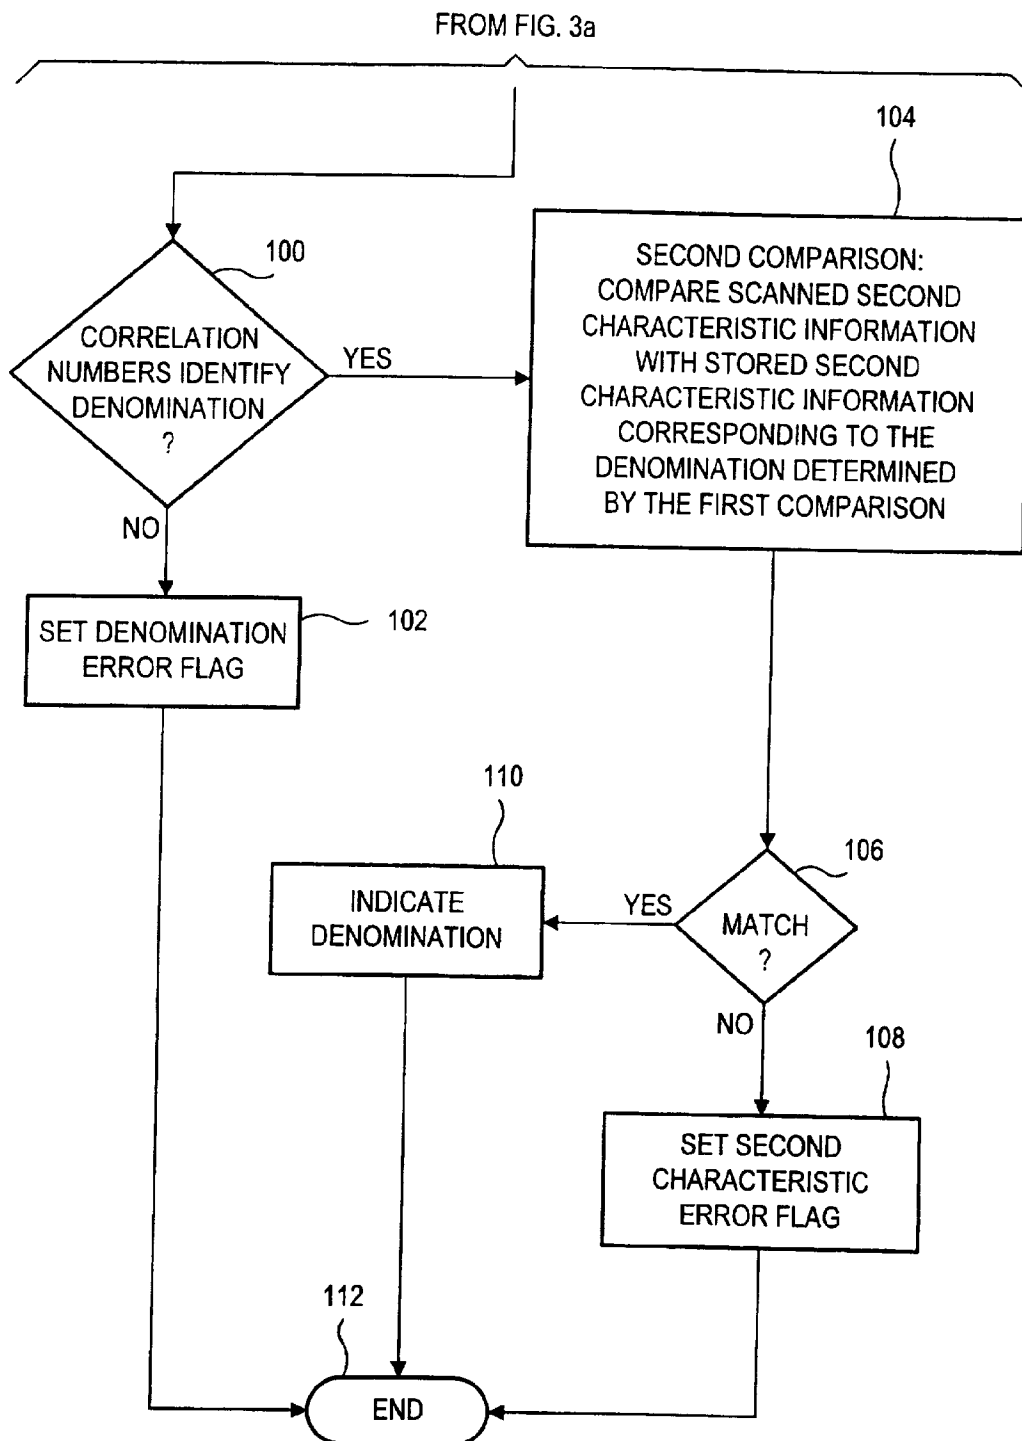 FROM FIG. 3a
104
100
CORRELATION
NUMBERS IDENTIFY
DENOMINATION
?
YES
SECOND COMPARISON:
COMPARE SCANNED SECOND
CHARACTERISTIC INFORMATION
WITH STORED SECOND
CHARACTERISTIC INFORMATION
CORRESPONDING TO THE
DENOMINATION DETERMINED
BY THE FIRST COMPARISON
NO
SET DENOMINATION
ERROR FLAG
102
110
INDICATE
DENOMINATION
YES
106
MATCH
?
NO
108
SET SECOND
CHARACTERISTIC
ERROR FLAG
112
END